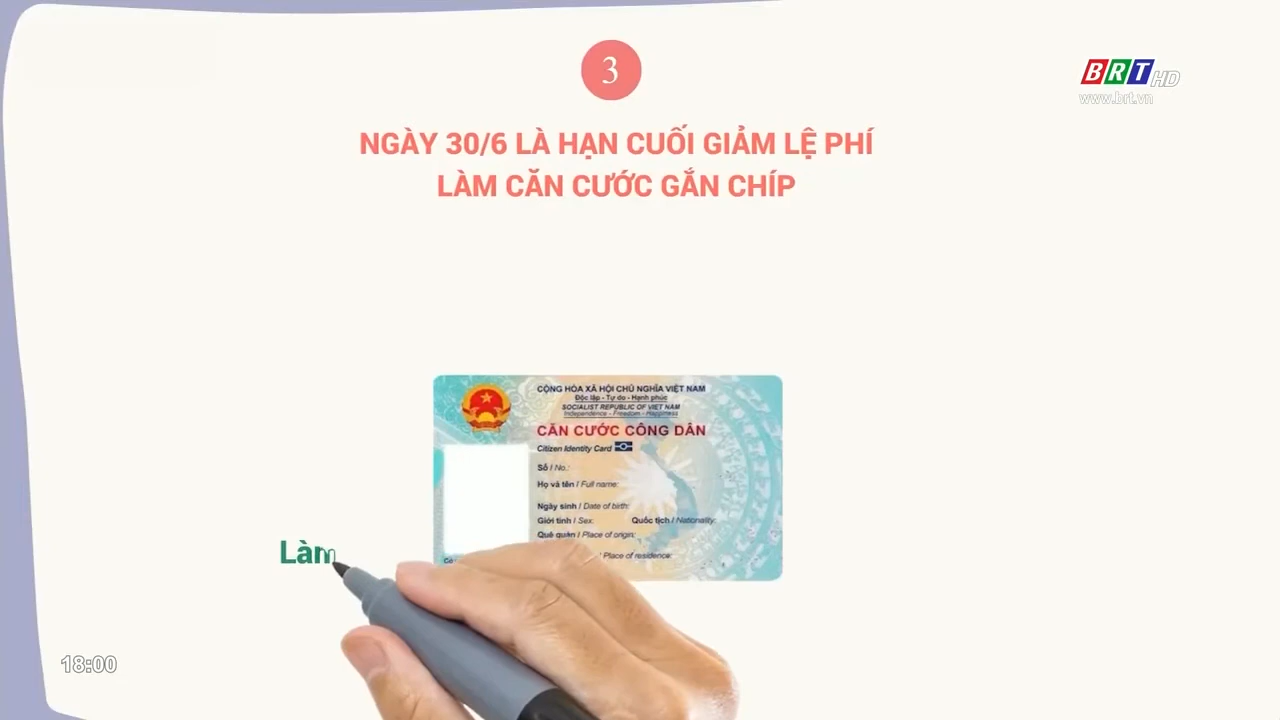 3
BRT HD
www.brt.vn
NGÀY 30/6 LÀ HẠN CUỐI GIẢM LỆ PHÍ
LÀM CĂN CƯỚC GẮN CHÍP
CỘNG HÒA XÃ HỘI CHỦ NGHĨA VIỆT NAM
Độc lập - Tự do - Hạnh phúc
SOCIALIST REPUBLIC OF VIET NAM
Independence - Freedom - Happiness
CĂN CƯỚC CÔNG DÂN
Citizen Identity Card
Số / No.:
Họ và tên / Full name:
Ngày sinh / Date of birth:
Giới tính / Sex: Quốc tịch / Nationality:
Quê quán / Place of origin:
/ Place of residence:
Làm
18:00